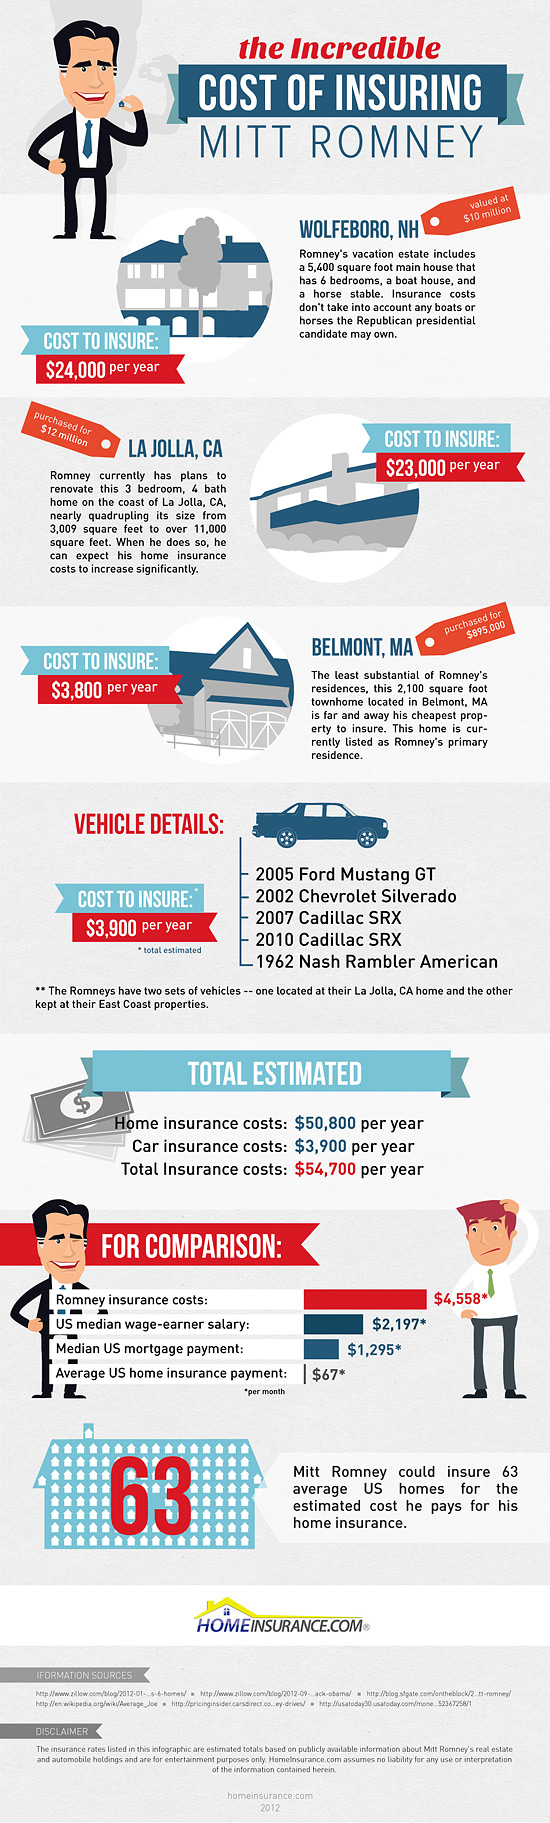 the Incredible
COST OF INSURING
MITT ROMNEY
WOLFEBORO, NH
valued at
$10 million
Romney's vacation estate includes
a 5,400 square foot main house that
has 6 bedrooms, a boat house, and
a horse stable. Insurance costs
don't take into account any boats or
horses the Republican presidential
candidate may own.
COST TO INSURE:
$24,000 per year
purchased for
$12 million
LA JOLLA, CA
Romney currently has plans to
renovate this 3 bedroom, 4 bath
home on the coast of La Jolla, CA,
nearly quadrupling its size from
3,009 square feet to over 11,000
square feet. When he does so, he
can expect his home insurance
costs to increase significantly.
COST TO INSURE:
$23,000 per year
COST TO INSURE:
$3,800 per year
BELMONT, MA
purchased for
$895,000
The least substantial of Romney's
residences, this 2,100 square foot
townhome located in Belmont, MA
is far and away his cheapest prop-
erty to insure. This home is cur-
rently listed as Romney's primary
residence.
VEHICLE DETAILS:
COST TO INSURE:*
$3,900 per year
* total estimated
2005 Ford Mustang GT
2002 Chevrolet Silverado
2007 Cadillac SRX
2010 Cadillac SRX
1962 Nash Rambler American
** The Romneys have two sets of vehicles -- one located at their La Jolla, CA home and the other
kept at their East Coast properties.
TOTAL ESTIMATED
$
Home insurance costs: $50,800 per year
Car insurance costs: $3,900 per year
Total Insurance costs: $54,700 per year
FOR COMPARISON:
Romney insurance costs: $4,558*
US median wage-earner salary: $2,197*
Median US mortgage payment: $1,295*
Average US home insurance payment: $67*
*per month
63
Mitt Romney could insure 63
average US homes for the
estimated cost he pays for his
home insurance.
HOMEINSURANCE.COM®
IFORMATION SOURCES
http://www.zillow.com/blog/2012-01-...s-6-homes/ http://www.zillow.com/blog/2012-09-...ack-obama/ http://blog.sfgate.com/ontheblock/2...tt-romney/
http://en.wikipedia.org/wiki/Average_Joe http://pricinginsider.carsdirect.co...ey-drives/ http://usatoday30.usatoday.com/mone...52367258/1
DISCLAIMER
The insurance rates listed in this infographic are estimated totals based on publicly available information about Mitt Romney's real estate
and automobile holdings and are for entertainment purposes only. HomeInsurance.com assumes no liability for any use or interpretation
of the information contained herein.
homeinsurance.com
2012